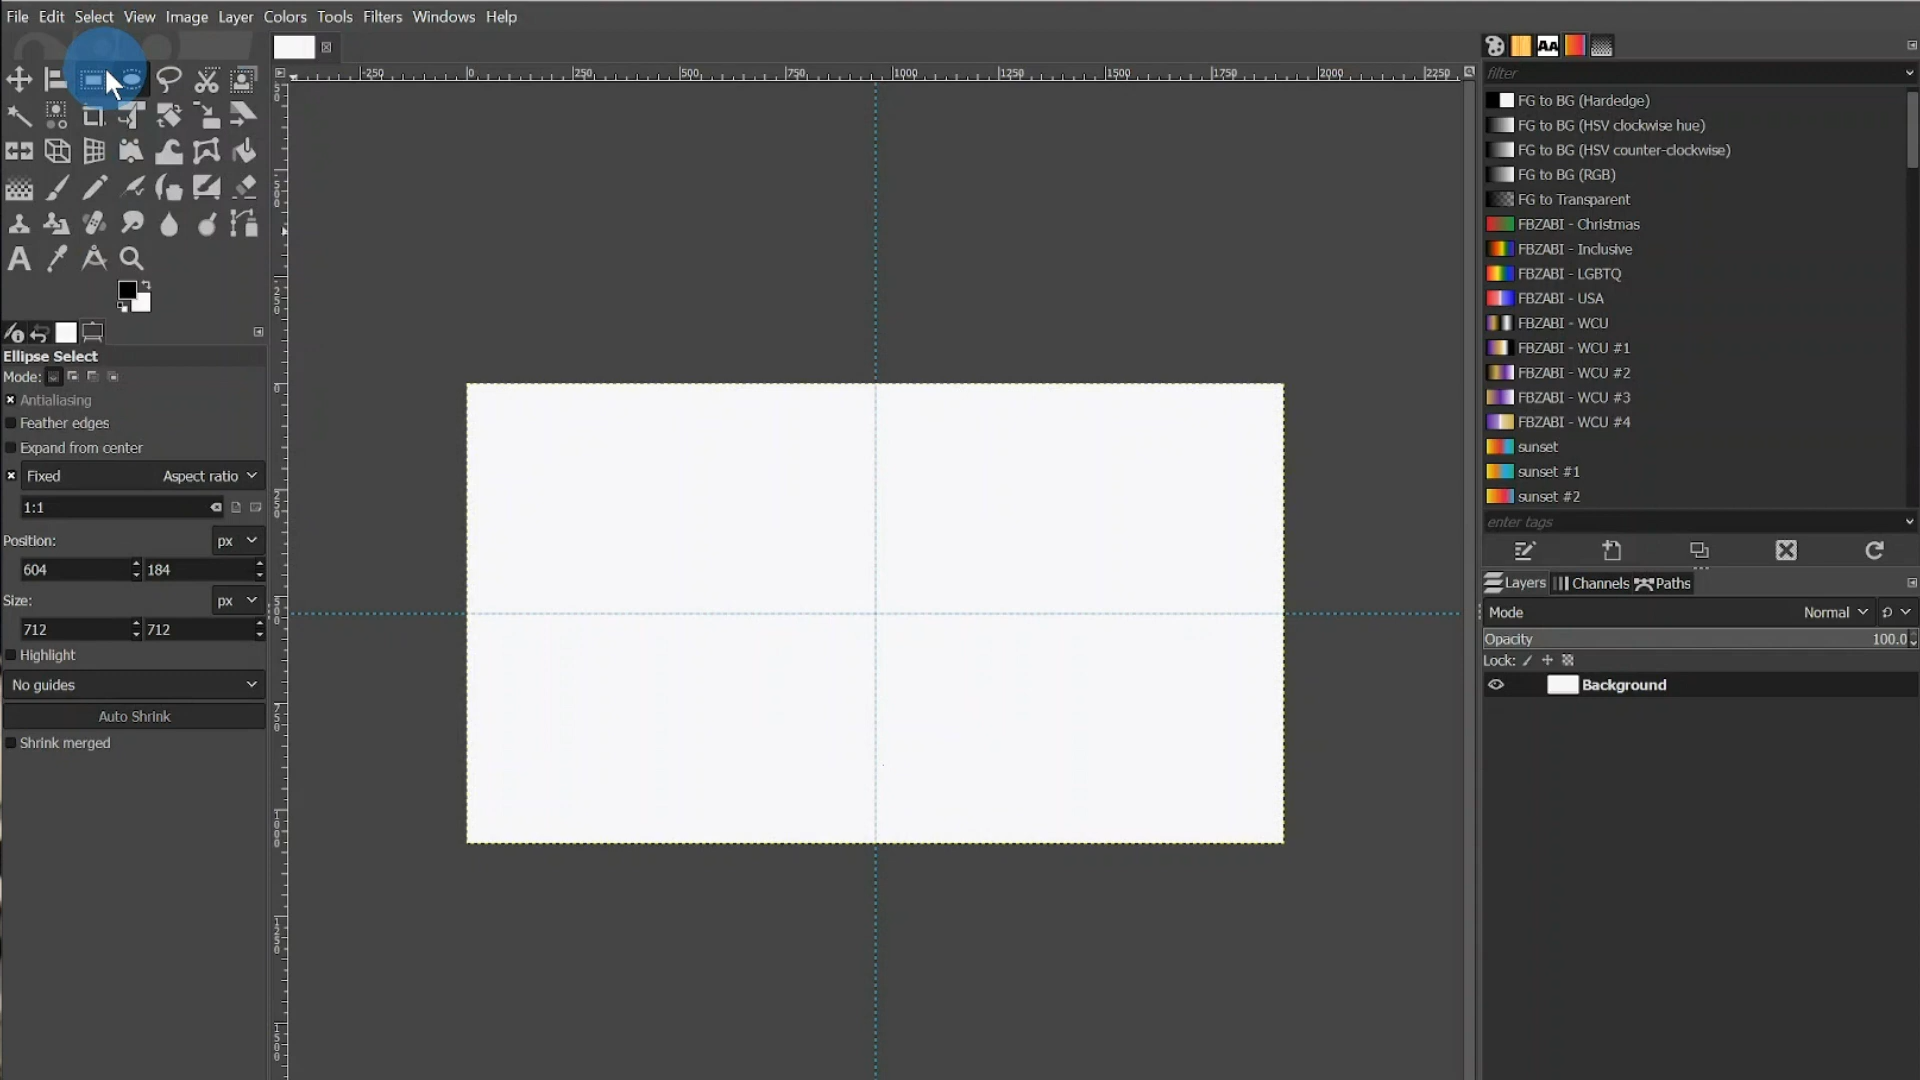 File Edit Select View Image Layer Colors Tools Filters Windows Help
-250 0 250 500 750 1000 1250 1500 1750 2000 2250
filter
FG to BG (Hardedge)
FG to BG (HSV clockwise hue)
FG to BG (HSV counter-clockwise)
FG to BG (RGB)
FG to Transparent
FBZABI - Christmas
FBZABI - Inclusive
FBZABI - LGBTQ
FBZABI - USA
FBZABI - WCU
FBZABI - WCU #1
FBZABI - WCU #2
FBZABI - WCU #3
FBZABI - WCU #4
sunset
sunset #1
sunset #2
enter tags
Layers Channels Paths
Mode Normal
Opacity 100.0
Lock:
Background
Ellipse Select
Mode:
Antialiasing
Feather edges
Expand from center
Fixed Aspect ratio
1:1
Position: px
604 184
Size: px
712 712
Highlight
No guides
Auto Shrink
Shrink merged